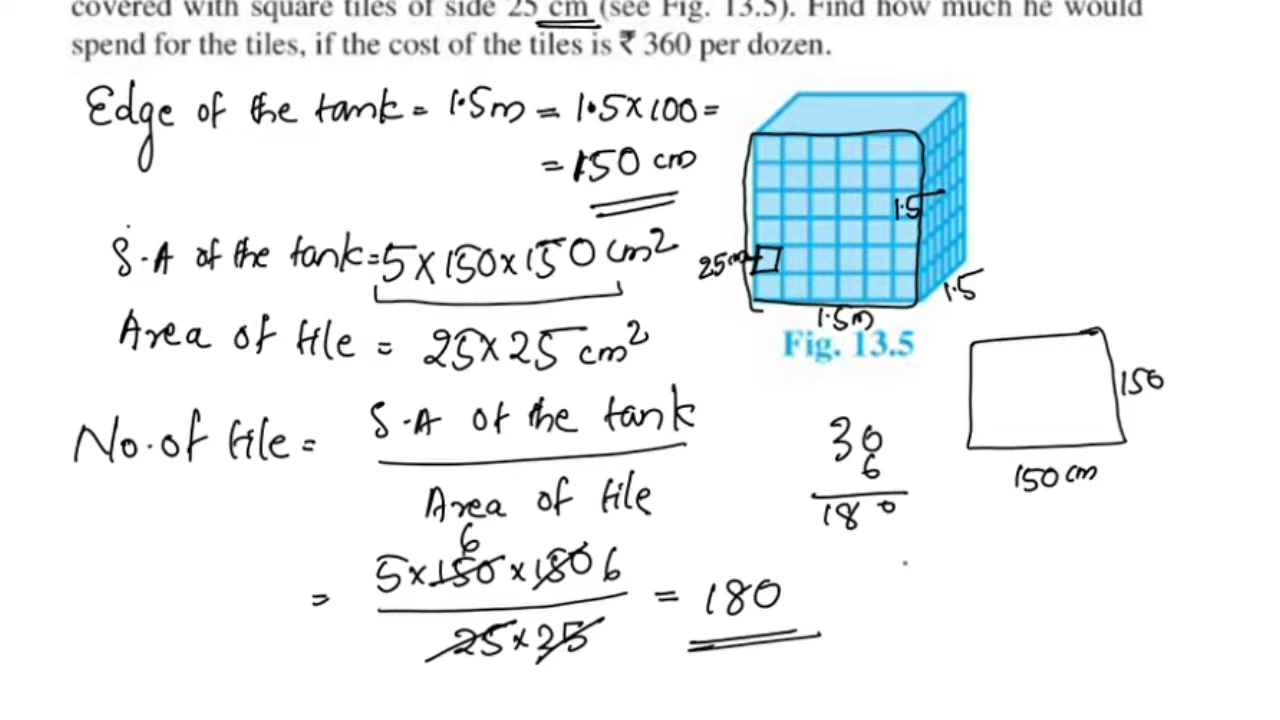 covered with square tiles of side 25 cm (see Fig. 13.5). Find how much he would
spend for the tiles, if the cost of the tiles is ₹ 360 per dozen.
Edge of the tank = 1.5m = 1.5×100 =
= 150 cm
S.A of the tank = 5×150×150 cm²
Area of tile = 25×25 cm²
No. of tile = S.A of the tank
Area of tile
= 5×150×150 6
6
25×25
= 180
1.5
25cm
1.5
1.5m
Fig. 13.5
150
150 cm
30
6
180